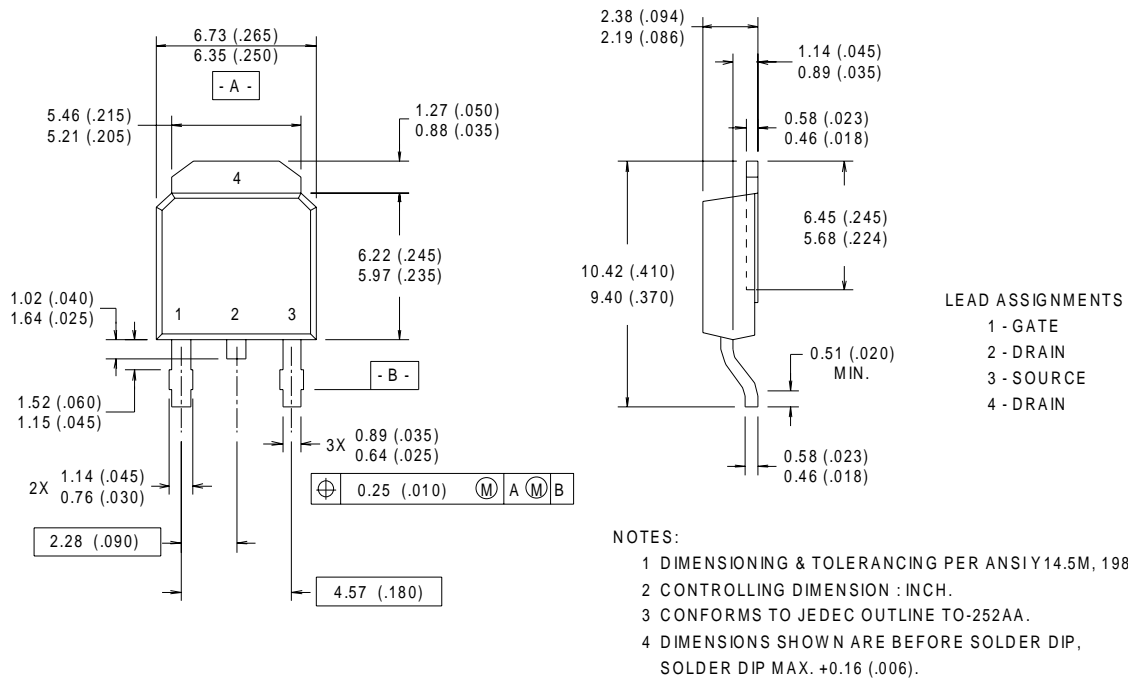 6.73 (.265)
6.35 (.250)
- A -
5.46 (.215)
5.21 (.205)
1.27 (.050)
0.88 (.035)
4
6.22 (.245)
5.97 (.235)
1.02 (.040)
1.64 (.025)
1 2 3
- B -
1.52 (.060)
1.15 (.045)
3X 0.89 (.035)
0.64 (.025)
2X 1.14 (.045)
0.76 (.030)
0.25 (.010) M A M B
2.28 (.090)
4.57 (.180)
2.38 (.094)
2.19 (.086)
1.14 (.045)
0.89 (.035)
0.58 (.023)
0.46 (.018)
6.45 (.245)
5.68 (.224)
10.42 (.410)
9.40 (.370)
0.51 (.020)
MIN.
0.58 (.023)
0.46 (.018)
LEAD ASSIGNMENTS
1 - GATE
2 - DRAIN
3 - SOURCE
4 - DRAIN
NOTES:
1 DIMENSIONING & TOLERANCING PER ANSI Y14.5M, 198
2 CONTROLLING DIMENSION : INCH.
3 CONFORMS TO JEDEC OUTLINE TO-252AA.
4 DIMENSIONS SHOWN ARE BEFORE SOLDER DIP,
SOLDER DIP MAX. +0.16 (.006).